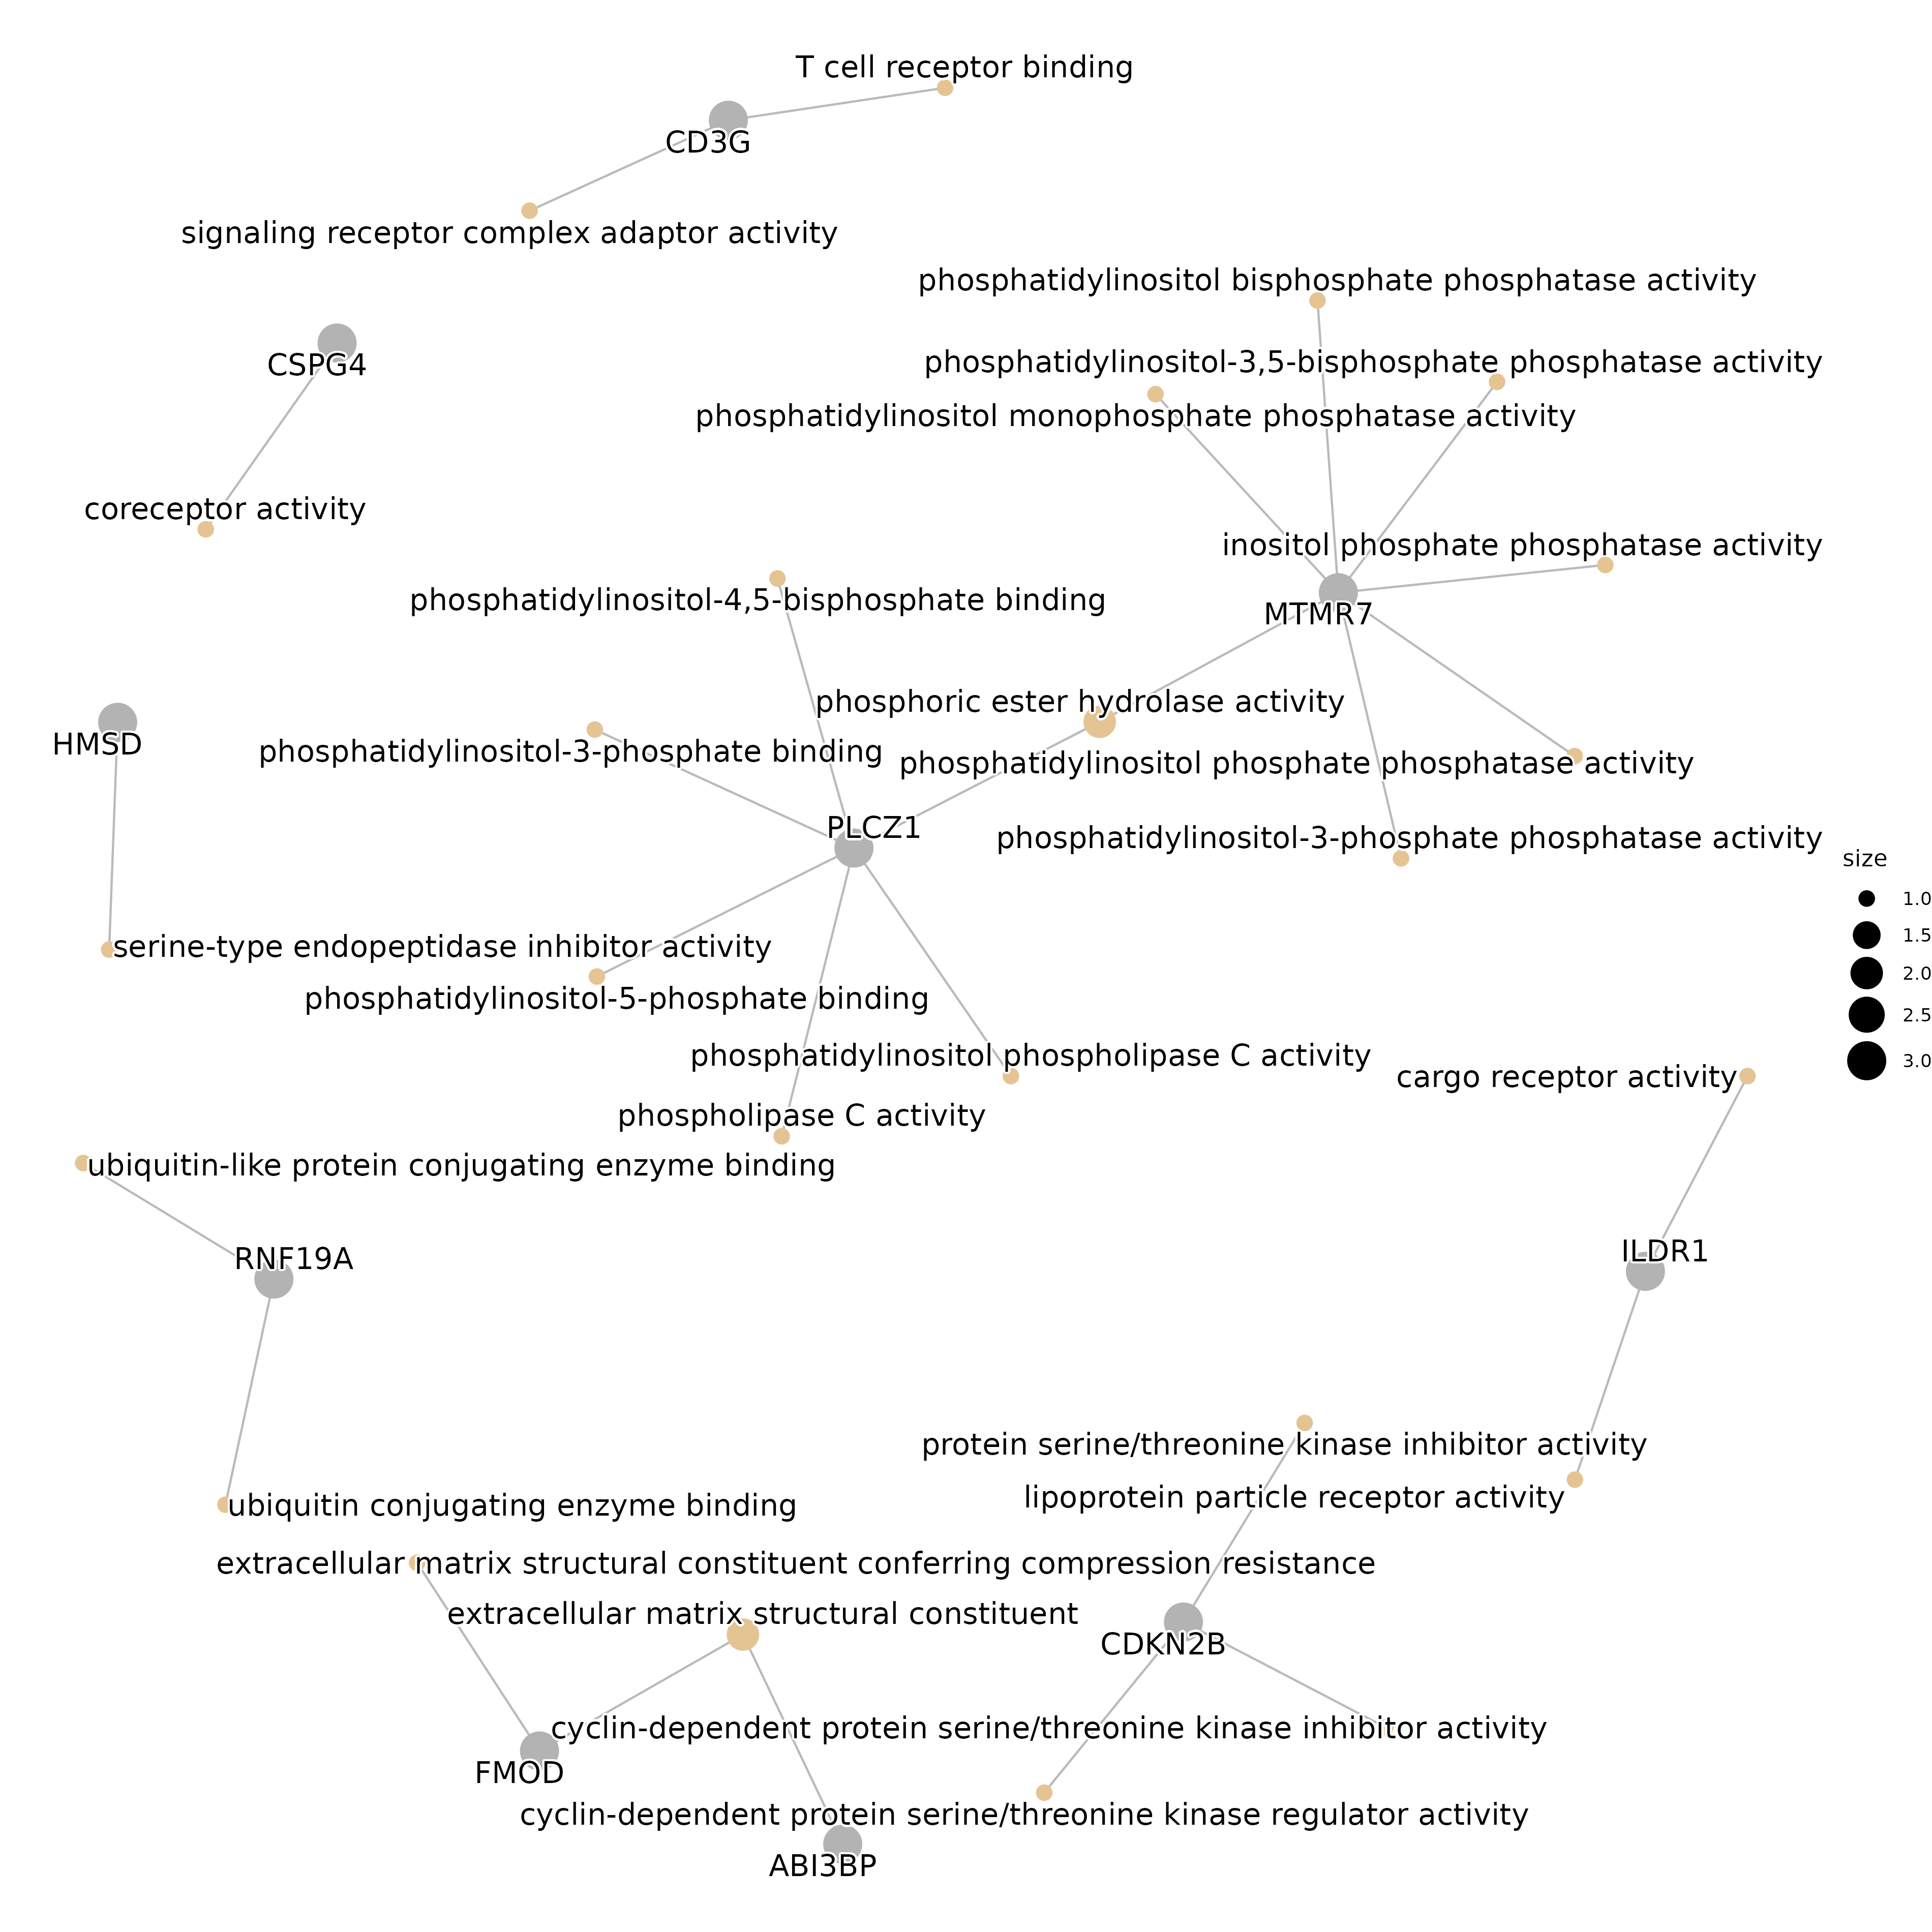 T cell receptor binding
CD3G
signaling receptor complex adaptor activity
phosphatidylinositol bisphosphate phosphatase activity
CSPG4
phosphatidylinositol-3,5-bisphosphate phosphatase activity
phosphatidylinositol monophosphate phosphatase activity
coreceptor activity
inositol phosphate phosphatase activity
phosphatidylinositol-4,5-bisphosphate binding
MTMR7
phosphoric ester hydrolase activity
HMSD
phosphatidylinositol-3-phosphate binding
phosphatidylinositol phosphate phosphatase activity
PLCZ1
phosphatidylinositol-3-phosphate phosphatase activity
size
1.0
1.5
2.0
2.5
3.0
serine-type endopeptidase inhibitor activity
phosphatidylinositol-5-phosphate binding
phosphatidylinositol phospholipase C activity
cargo receptor activity
phospholipase C activity
ubiquitin-like protein conjugating enzyme binding
RNF19A
ILDR1
protein serine/threonine kinase inhibitor activity
lipoprotein particle receptor activity
ubiquitin conjugating enzyme binding
extracellular matrix structural constituent conferring compression resistance
extracellular matrix structural constituent
CDKN2B
cyclin-dependent protein serine/threonine kinase inhibitor activity
FMOD
cyclin-dependent protein serine/threonine kinase regulator activity
ABI3BP